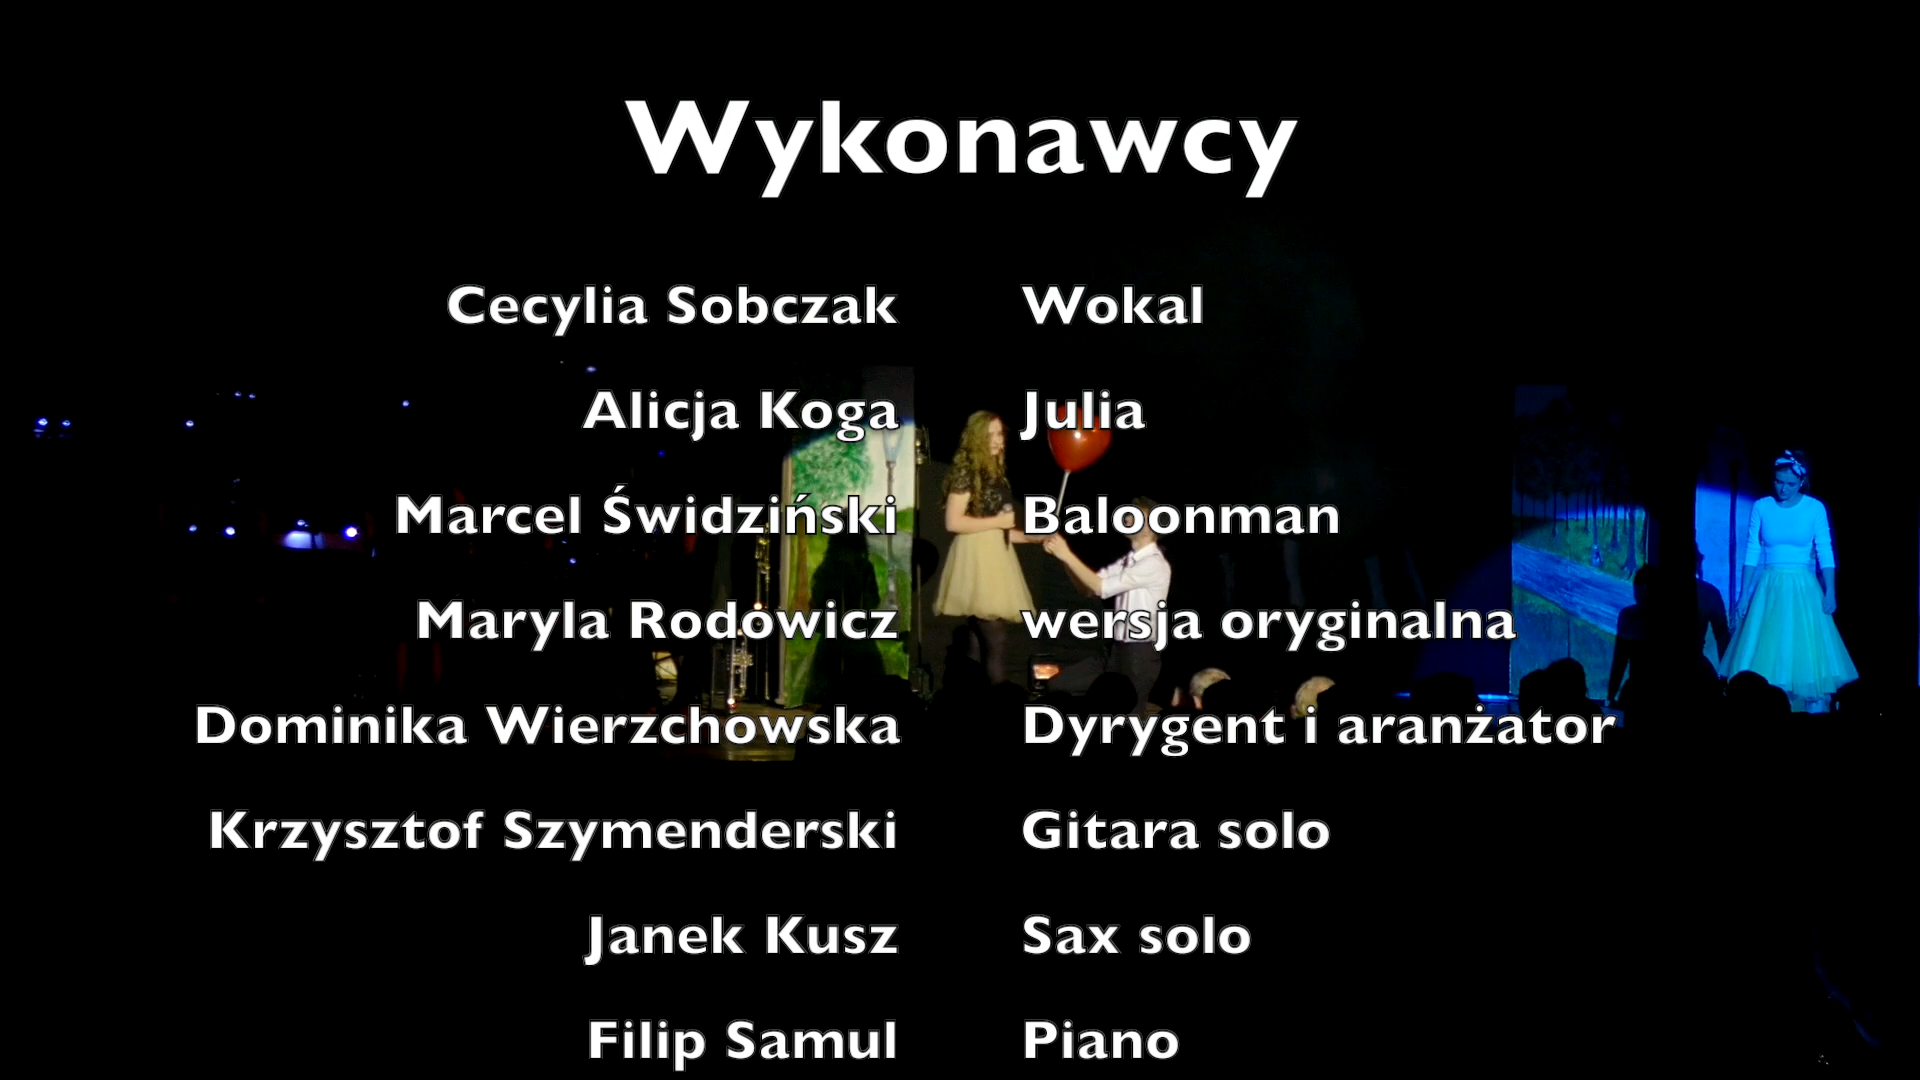 Wykonawcy
Cecylia Sobczak Wokal
Alicja Koga Julia
Marcel Świdziński Baloonman
Maryla Rodowicz wersja oryginalna
Dominika Wierzchowska Dyrygent i aranżator
Krzysztof Szymenderski Gitara solo
Janek Kusz Sax solo
Filip Samul Piano